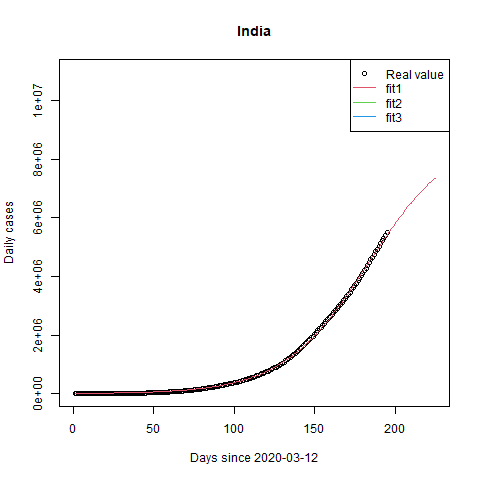 India
Real value
fit1
fit2
fit3
Daily cases
0e+00
2e+06
4e+06
6e+06
8e+06
1e+07
0
50
100
150
200
Days since 2020-03-12